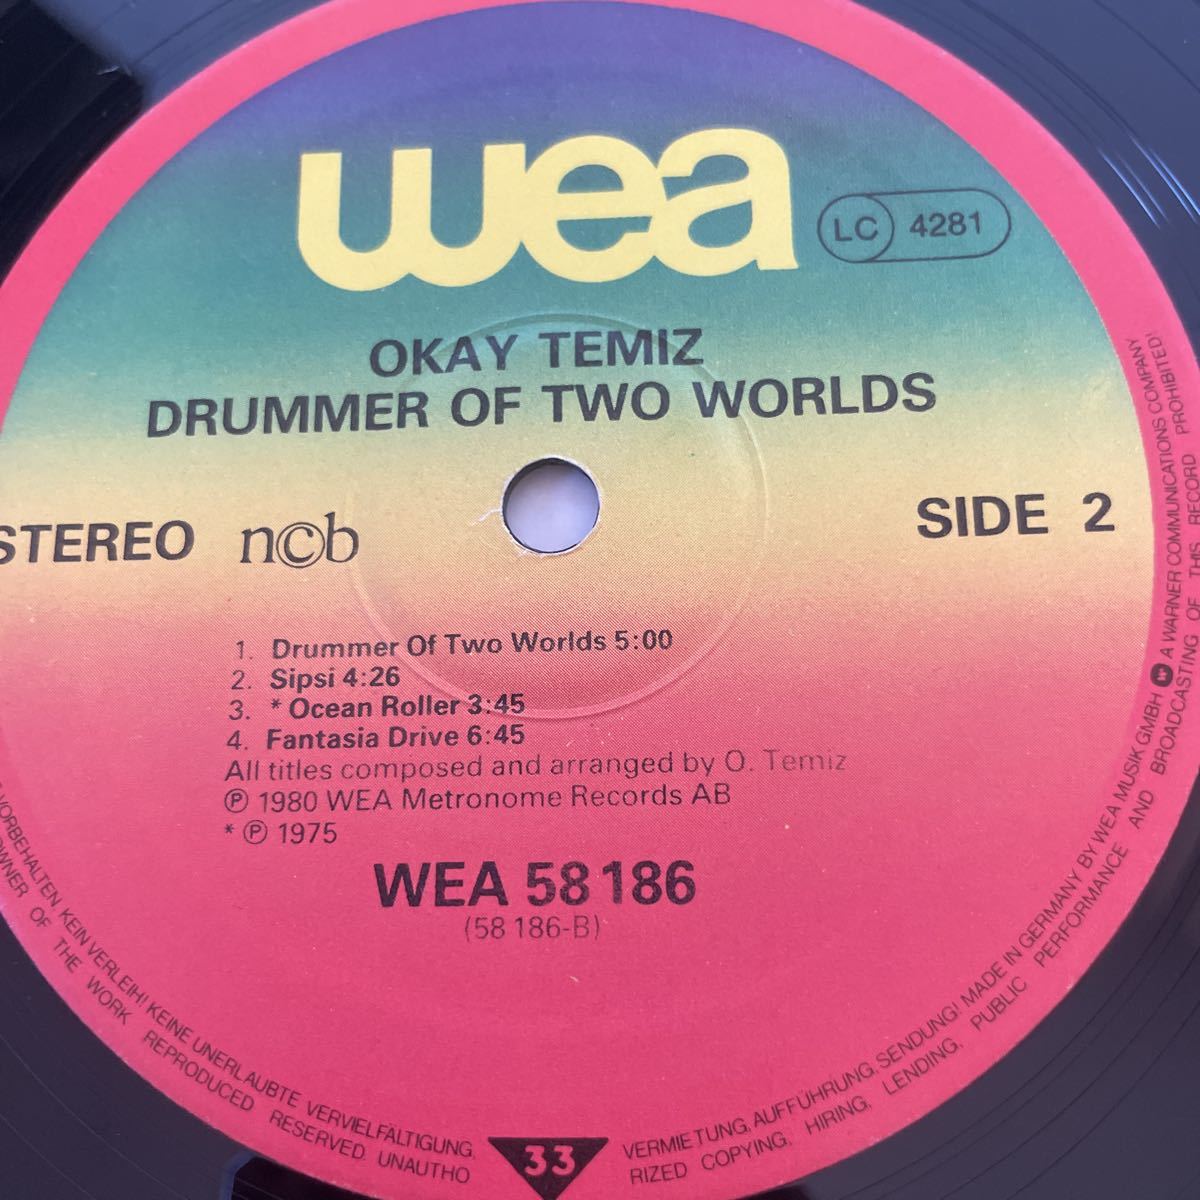 wea
LC 4281
OKAY TEMIZ
DRUMMER OF TWO WORLDS
STEREO ncb
SIDE 2
1. Drummer Of Two Worlds 5:00
2. Sipsi 4:26
3. * Ocean Roller 3:45
4. Fantasia Drive 6:45
All titles composed and arranged by O. Temiz
℗ 1980 WEA Metronome Records AB
* ℗ 1975
WEA 58 186
(58 186-B)
VORBEHALTEN KEIN VERLEIH! KEINE UNERLAUBTE VERVIELFÄLTIGUNG, VERMIETUNG, AUFFÜHRUNG, SENDUNG! MADE IN GERMANY BY WEA MUSIK GMBH W A WARNER COMMUNICATIONS COMPANY
OWNER OF THE WORK REPRODUCED RESERVED UNAUTHORIZED COPYING, HIRING, LENDING, PUBLIC PERFORMANCE AND BROADCASTING OF THIS RECORD PROHIBITED!
33